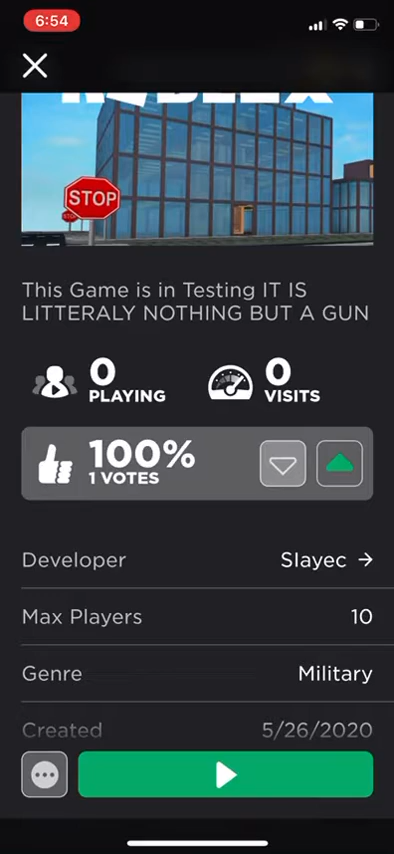 6:54
ROBLOX
STOP
This Game is in Testing IT IS
LITTERALY NOTHING BUT A GUN
0
PLAYING
0
VISITS
100%
1 VOTES
Developer
Slayec →
Max Players
10
Genre
Military
Created
5/26/2020